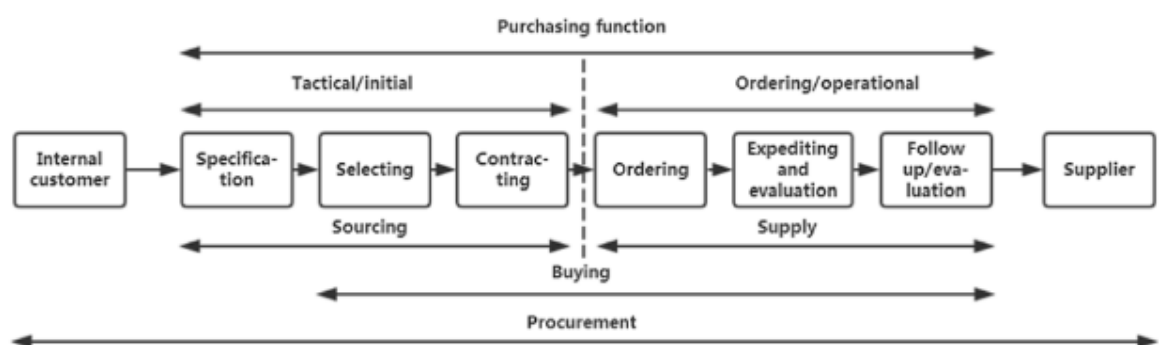 Purchasing function
Tactical/initial
Ordering/operational
Internal
customer
Specifica-
tion
Selecting
Contrac-
ting
Ordering
Expediting
and
evaluation
Follow
up/eva-
luation
Supplier
Sourcing
Supply
Buying
Procurement